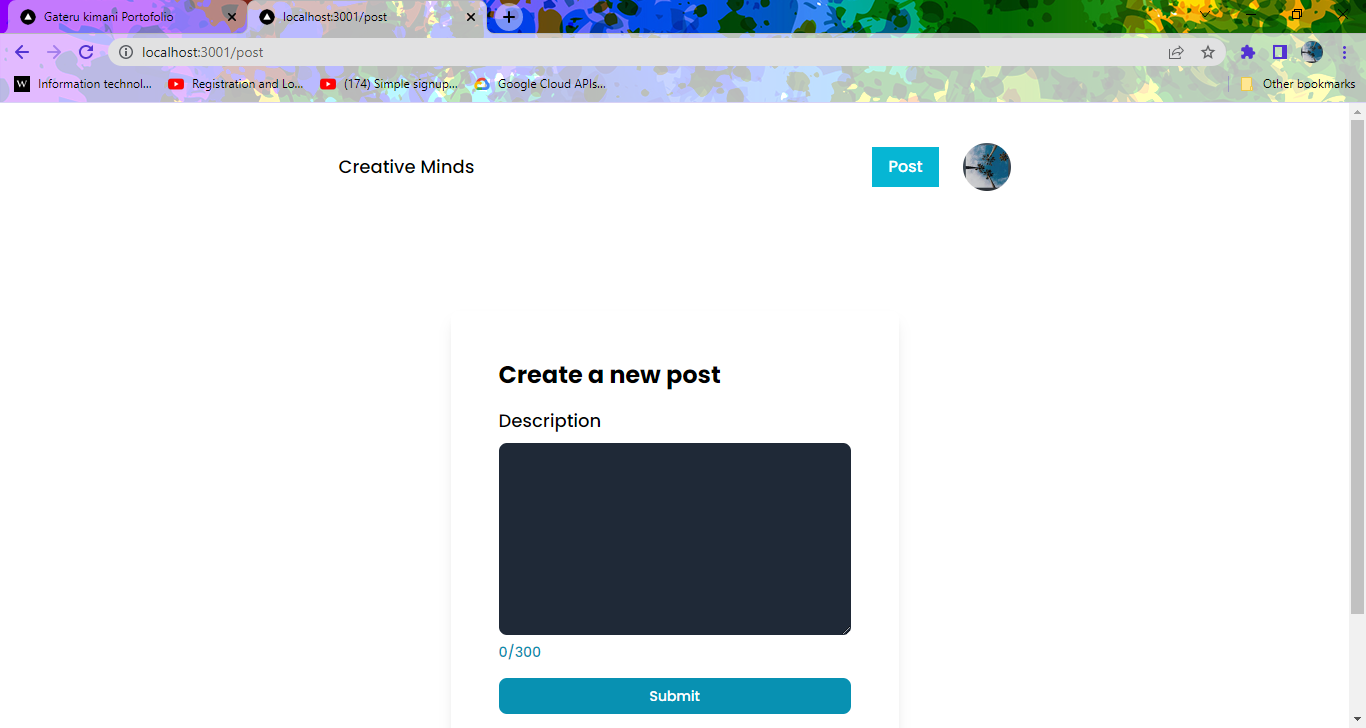 Gateru kimani Portofolio
localhost:3001/post
localhost:3001/post
W Information technol...
Registration and Lo...
(174) Simple signup...
Google Cloud APIs...
Other bookmarks
Creative Minds
Post
Create a new post
Description
0/300
Submit